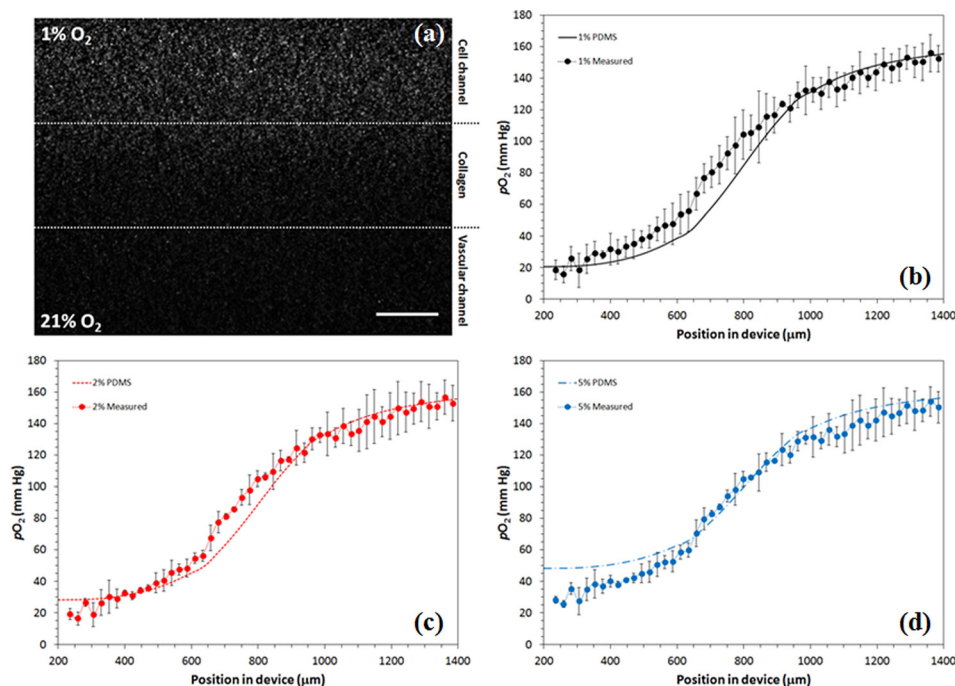 1% O2
(a)
Cell channel
Collagen
Vascular channel
21% O2
180
160
140
120
100
80
60
40
20
0
pO2 (mm Hg)
1% PDMS
1% Measured
(b)
200 400 600 800 1000 1200 1400
Position in device (μm)
180
160
140
120
100
80
60
40
20
0
pO2 (mm Hg)
2% PDMS
2% Measured
(c)
200 400 600 800 1000 1200 1400
Position in device (μm)
180
160
140
120
100
80
60
40
20
0
pO2 (mm Hg)
5% PDMS
5% Measured
(d)
200 400 600 800 1000 1200 1400
Position in device (μm)